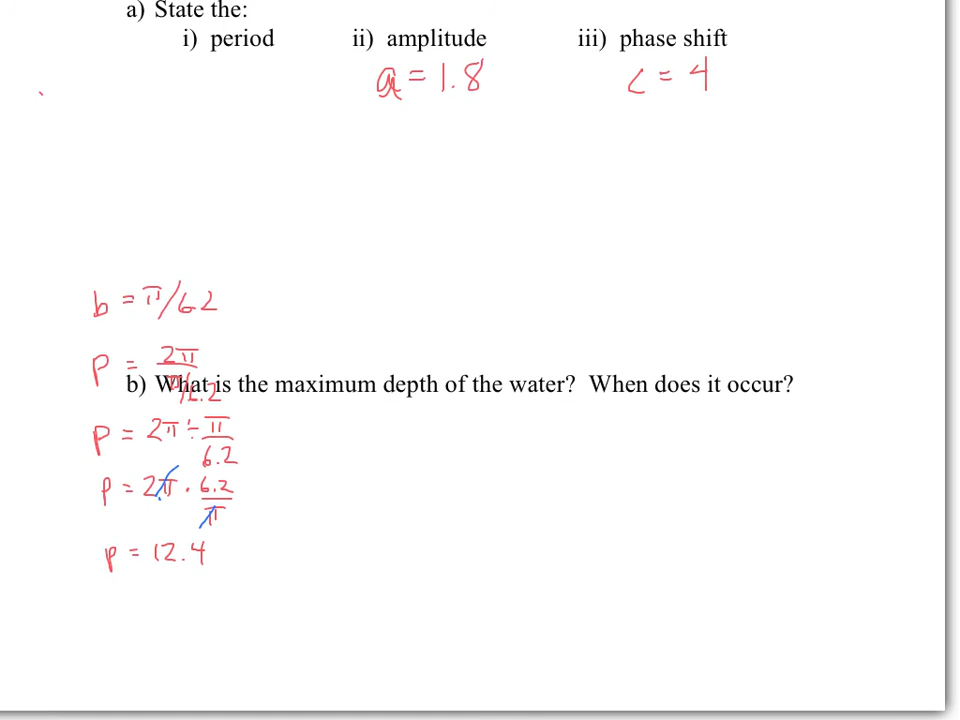 a) State the:
i) period ii) amplitude iii) phase shift
a = 1.8 c = 4
b = π/6.2
p = 2π / π/6.2
b) What is the maximum depth of the water? When does it occur?
p = 2π ÷ π/6.2
p = 2π · 6.2/π
p = 12.4